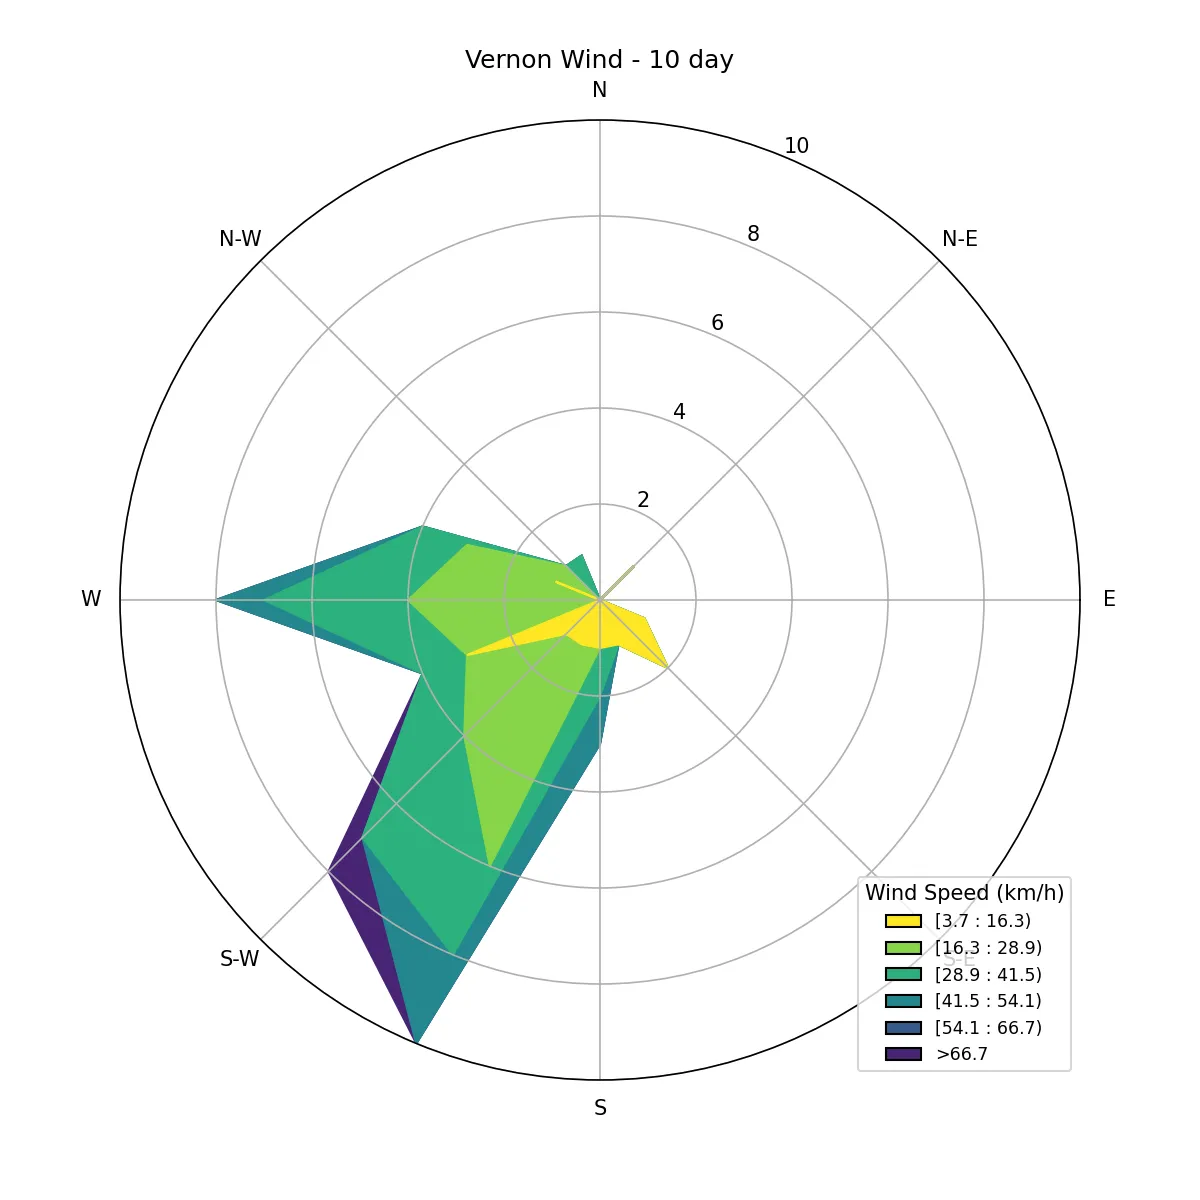 Vernon Wind - 10 day
N
10
N-W
N-E
8
6
4
2
W
E
Wind Speed (km/h)
[3.7 : 16.3)
[16.3 : 28.9)
[28.9 : 41.5)
[41.5 : 54.1)
[54.1 : 66.7)
>66.7
S-W
S-E
S